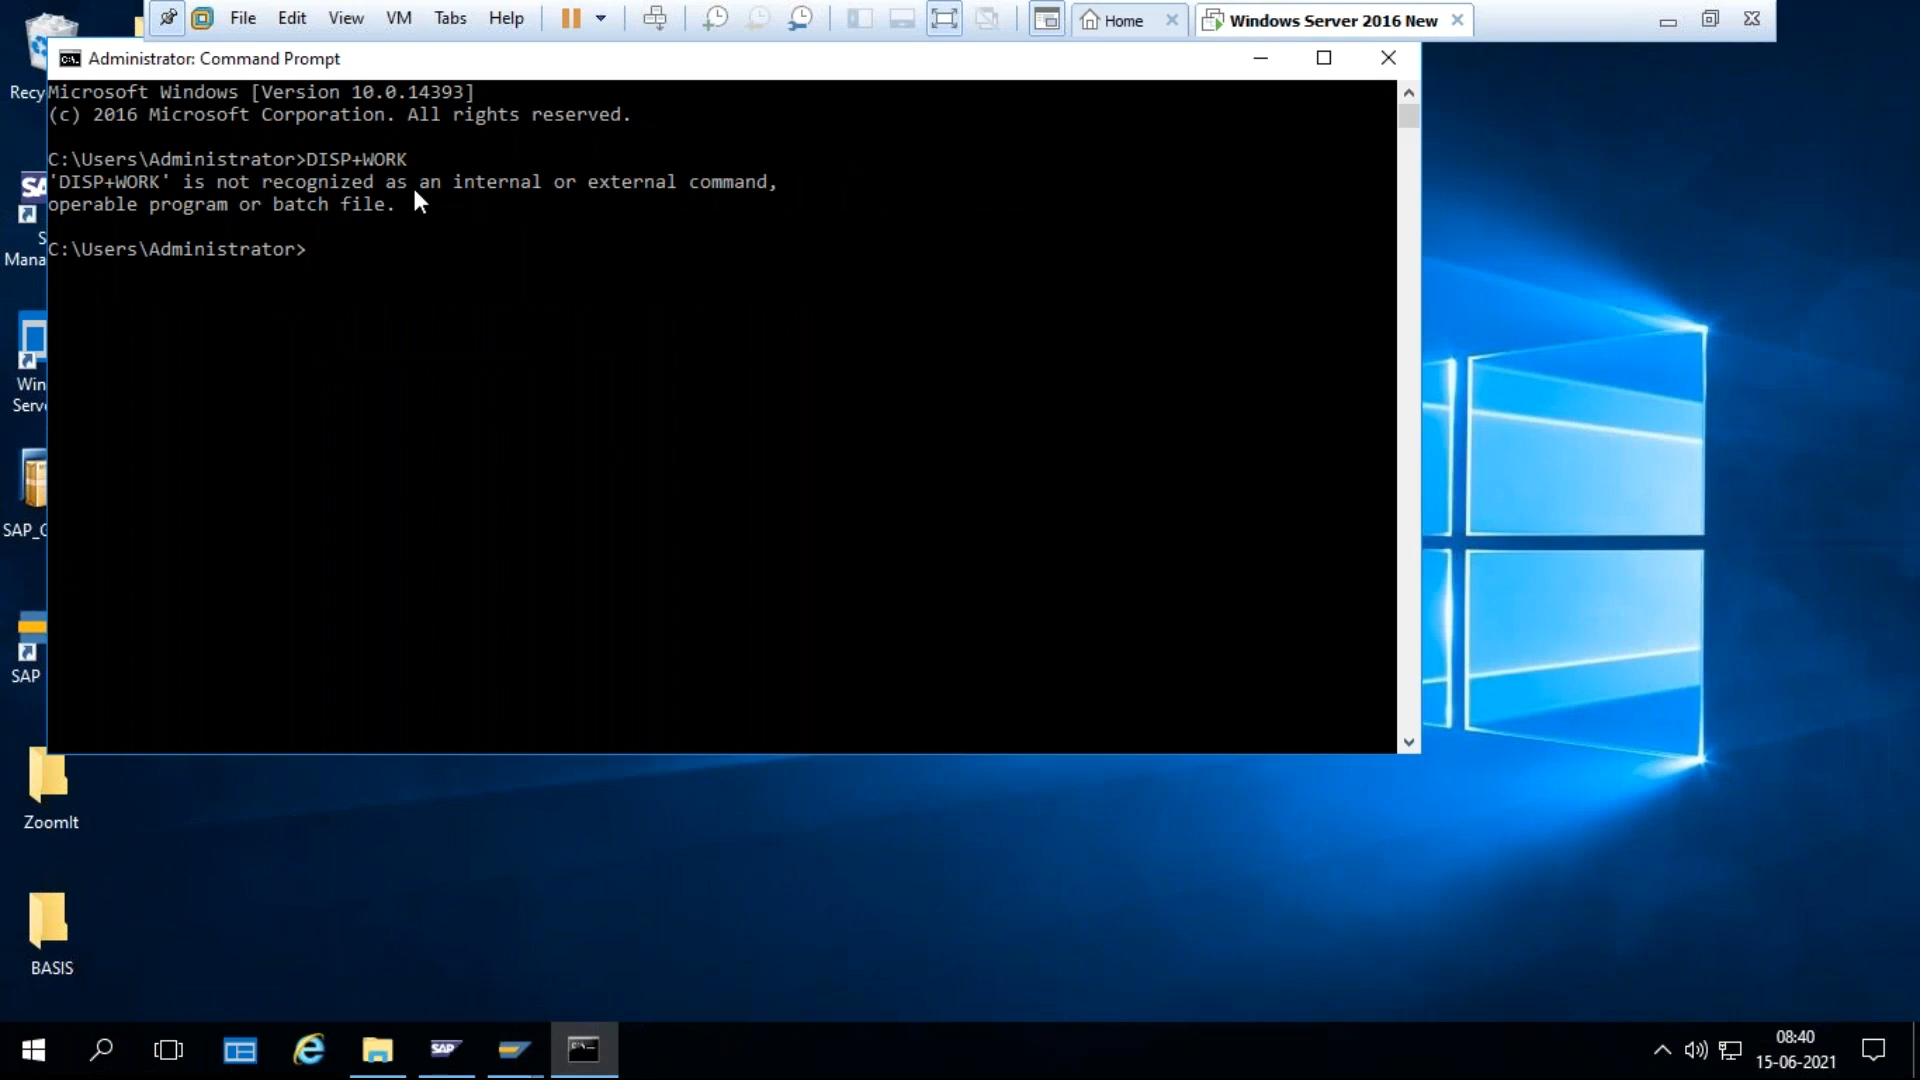 File Edit View VM Tabs Help
Home
Windows Server 2016 New
Administrator: Command Prompt
Microsoft Windows [Version 10.0.14393]
(c) 2016 Microsoft Corporation. All rights reserved.
C:\Users\Administrator>DISP+WORK
'DISP+WORK' is not recognized as an internal or external command,
operable program or batch file.
C:\Users\Administrator>
Recy
SA
S
Mana
Win
Serv
SAP_
SAP
ZoomIt
BASIS
SAP
08:40
15-06-2021